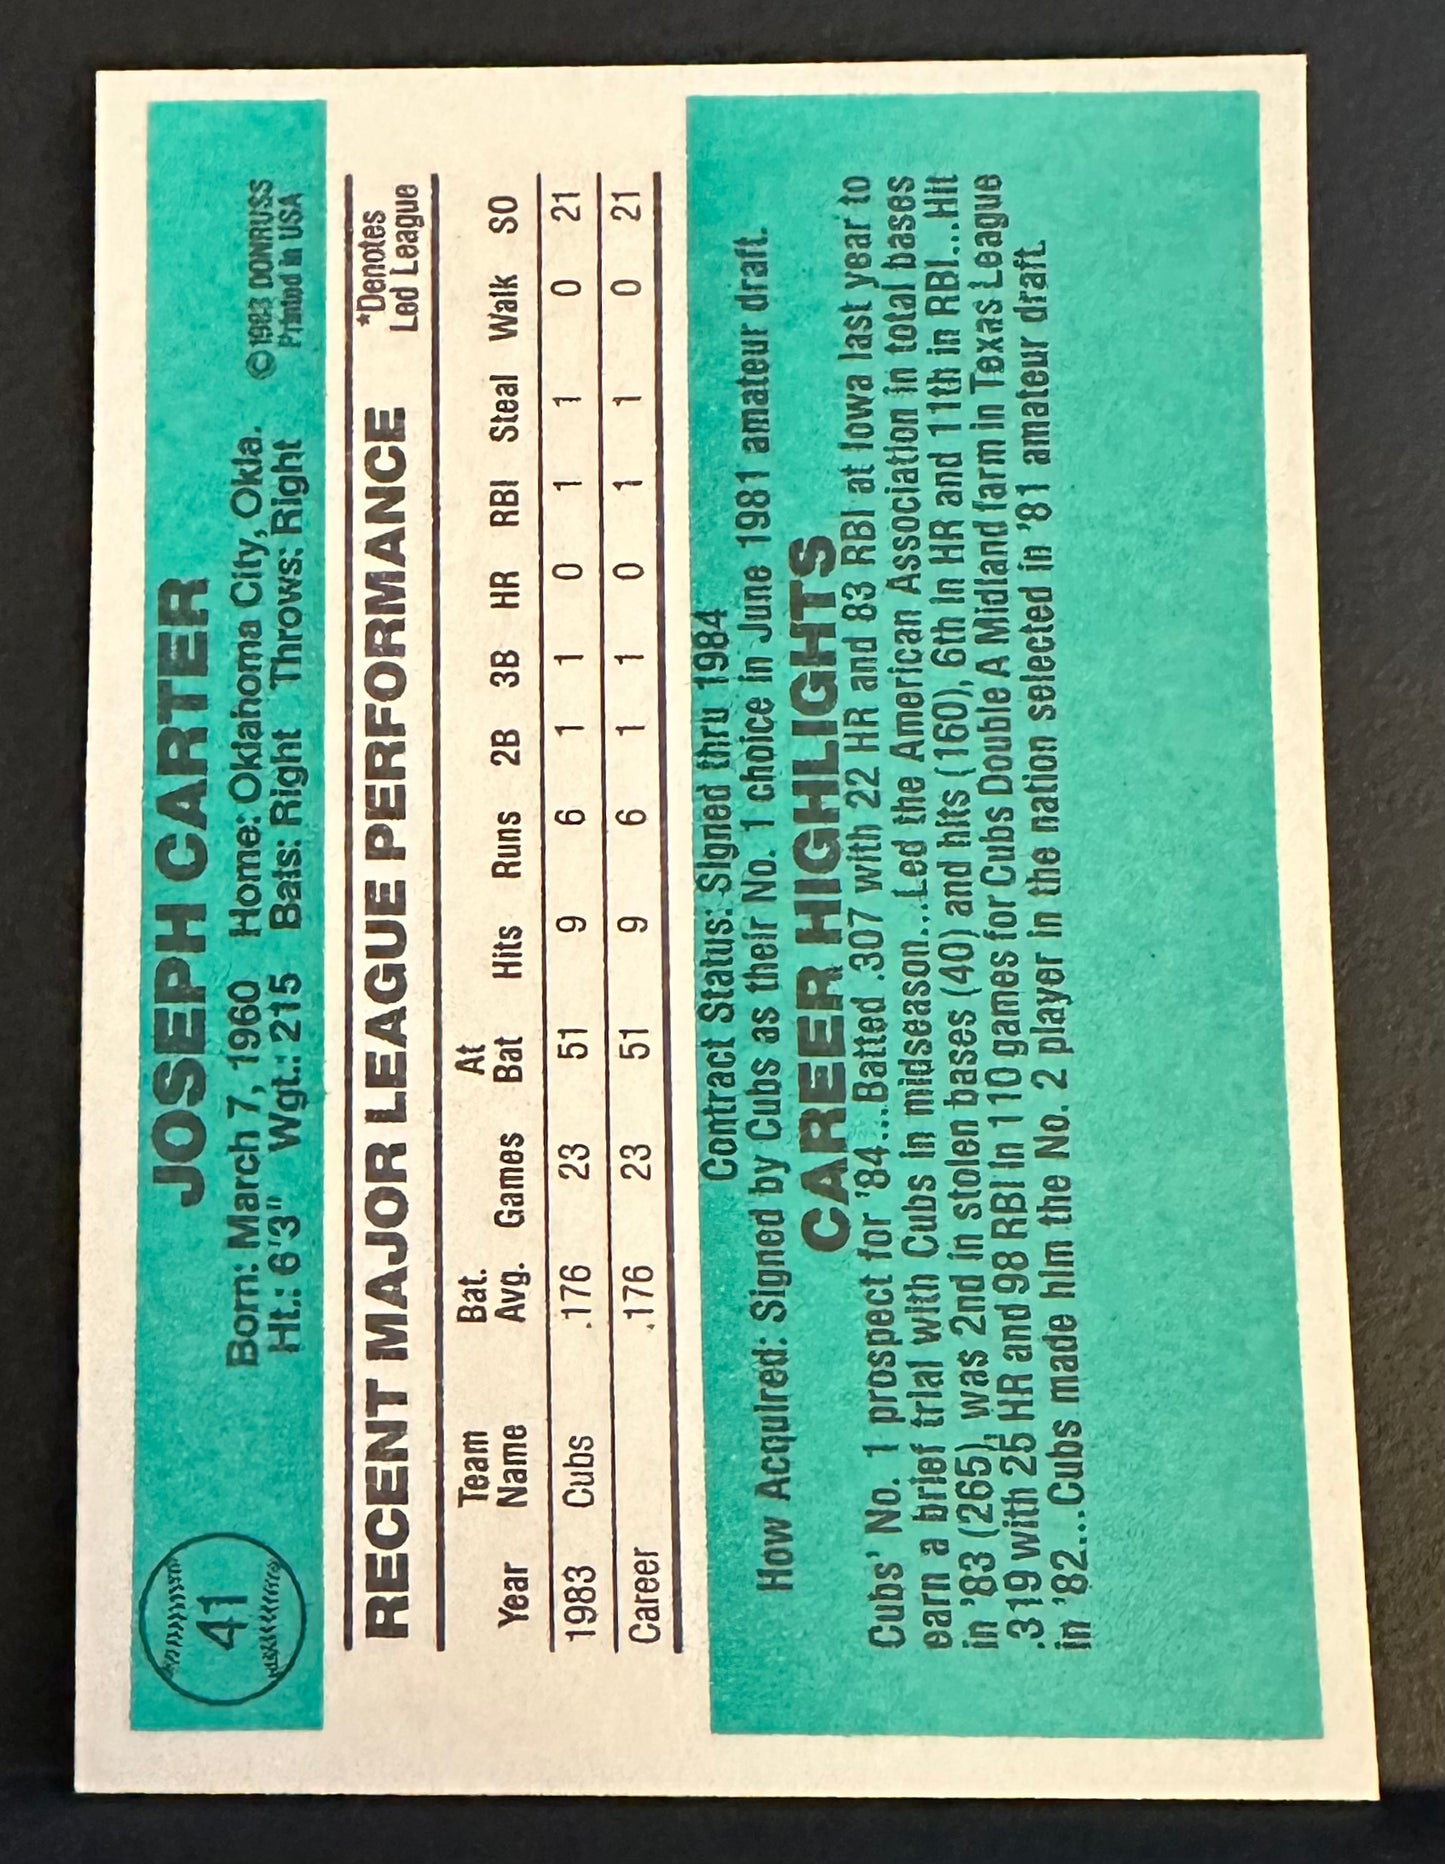 41
JOSEPH CARTER
Born: March 7, 1960 Home: Oklahoma City, Okla. ©1983 DONRUSS
Ht.: 6'3" Wgt.: 215 Bats: Right Throws: Right Printed in USA
RECENT MAJOR LEAGUE PERFORMANCE *Denotes Led League
Team Bat. At
Year Name Avg. Games Bat Hits Runs 2B 3B HR RBI Steal Walk SO
1983 Cubs .176 23 51 9 6 1 1 0 1 1 0 21
Career .176 23 51 9 6 1 1 0 1 1 0 21
Contract Status: Signed thru 1984
How Acquired: Signed by Cubs as their No. 1 choice in June 1981 amateur draft.
CAREER HIGHLIGHTS
Cubs' No. 1 prospect for '84...Batted .307 with 22 HR and 83 RBI at Iowa last year to
earn a brief trial with Cubs in midseason...Led the American Association in total bases
in '83 (265), was 2nd in stolen bases (40) and hits (160), 6th in HR and 11th in RBI...Hit
.319 with 25 HR and 98 RBI in 110 games for Cubs Double A Midland farm in Texas League
in '82...Cubs made him the No. 2 player in the nation selected in '81 amateur draft.